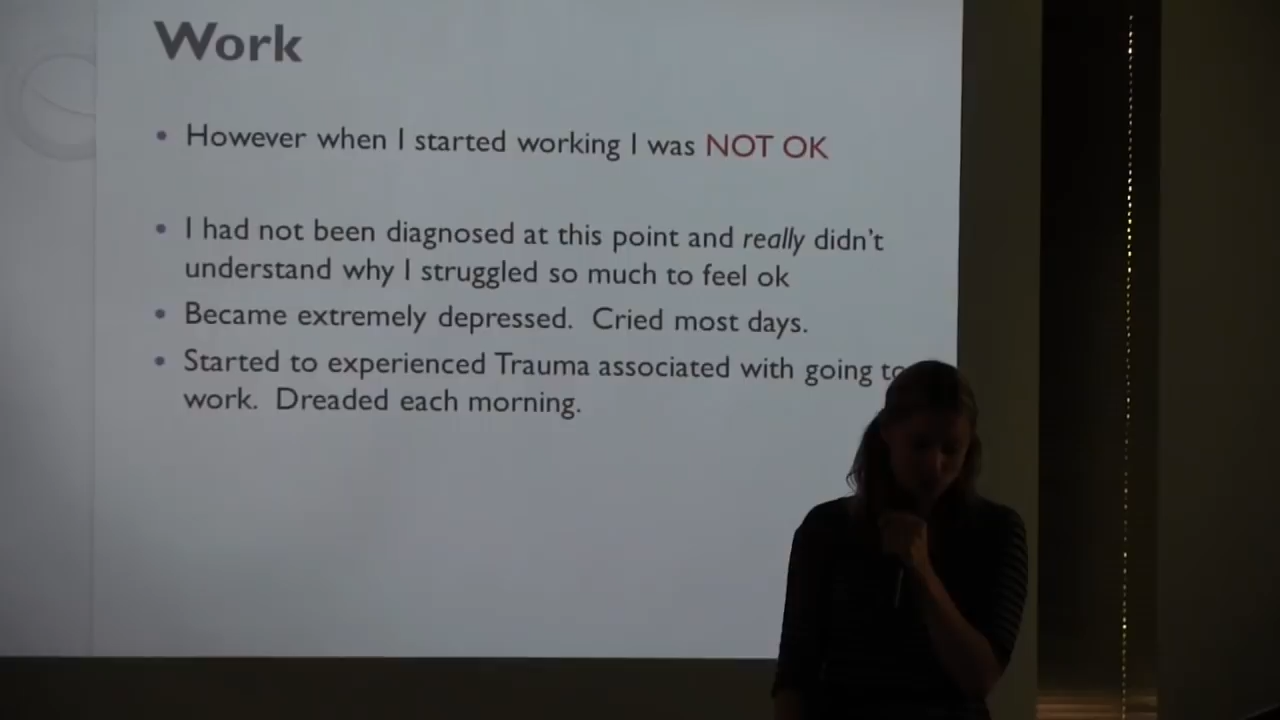 Work
• However when I started working I was NOT OK
• I had not been diagnosed at this point and really didn't
understand why I struggled so much to feel ok
• Became extremely depressed. Cried most days.
• Started to experienced Trauma associated with going to
work. Dreaded each morning.